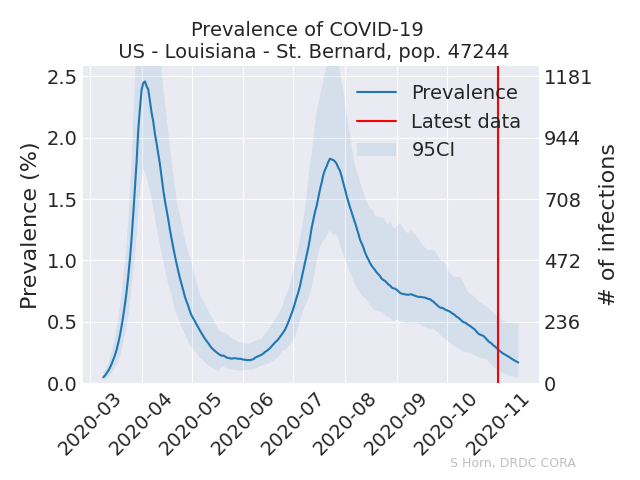 Prevalence of COVID-19
US - Louisiana - St. Bernard, pop. 47244
Prevalence (%)
2.5
2.0
1.5
1.0
0.5
0.0
Prevalence
Latest data
95CI
1181
944
708
472
236
0
# of infections
2020-03
2020-04
2020-05
2020-06
2020-07
2020-08
2020-09
2020-10
2020-11
S Horn, DRDC CORA